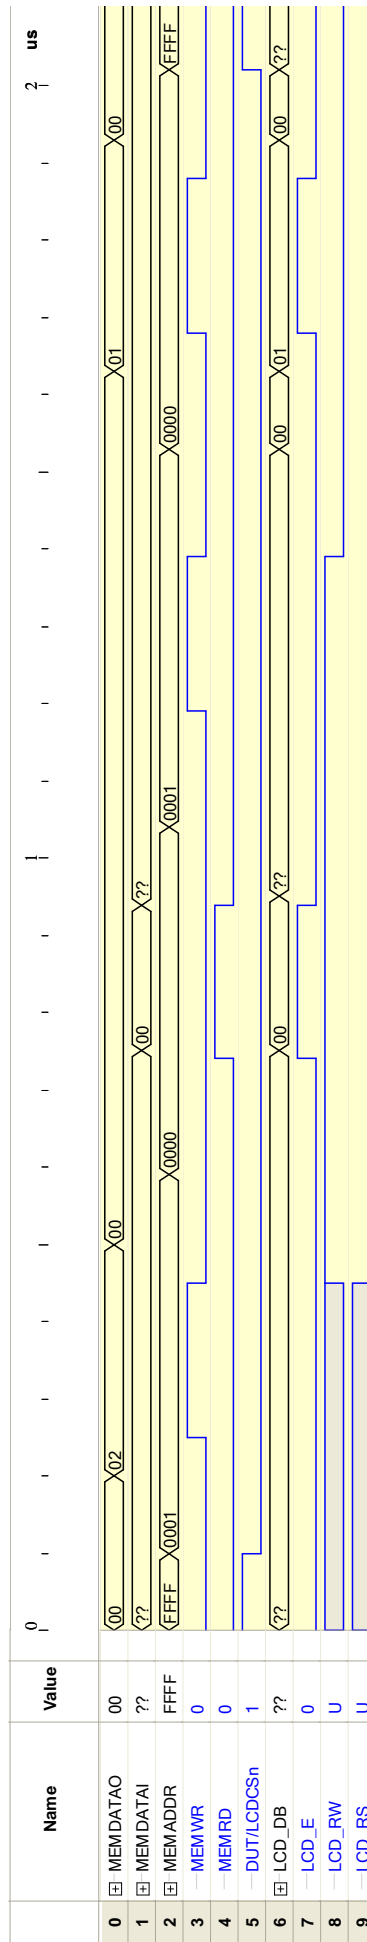 Name Value 0 1 2 us
0 MEMDATAO 00 00 02 00 01 00
1 MEMDATAI ?? ?? 00 ??
2 MEMADDR FFFF FFFF 0001 0000 0001 0000 FFFF
3 MEMWR 0
4 MEMRD 0
5 DUT/LCDCSn 1
6 LCD_DB ?? ?? 00 ?? 00 01 00 ??
7 LCD_E 0
8 LCD_RW U
9 LCD_RS U